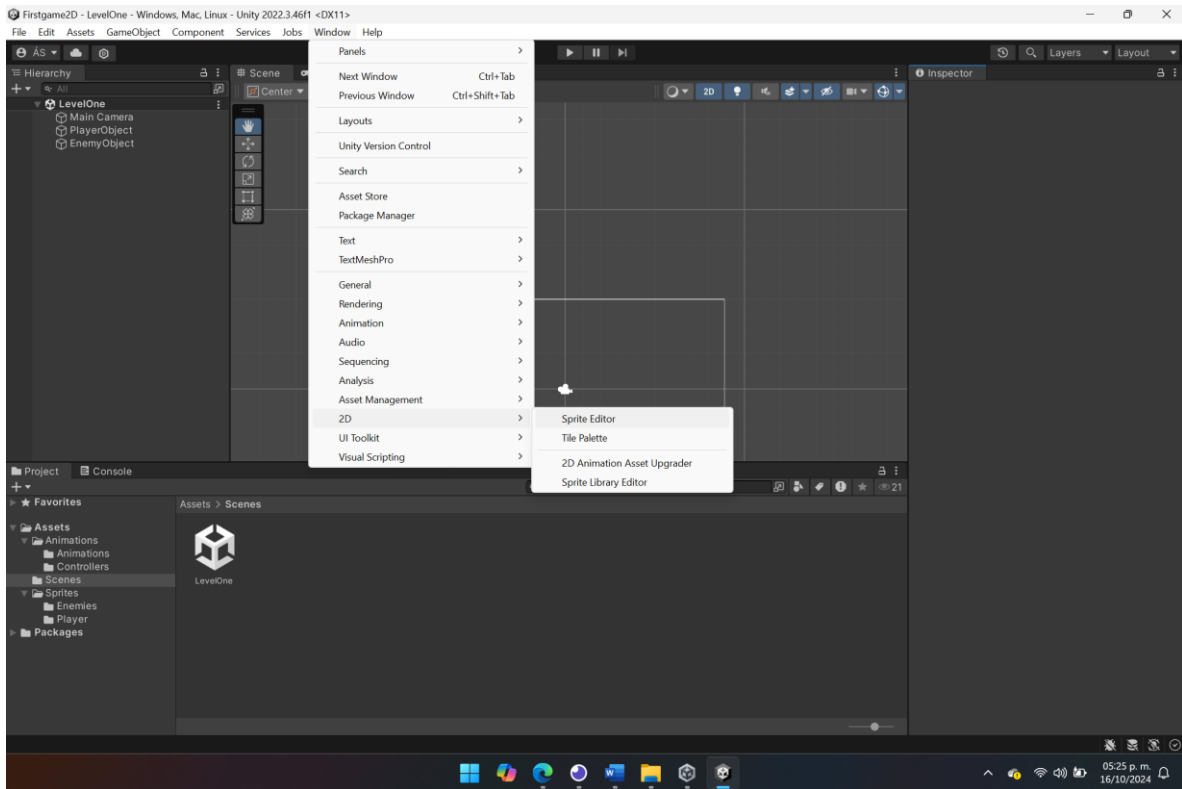 Firstgame2D - LevelOne - Windows, Mac, Linux - Unity 2022.3.46f1 <DX11>
File Edit Assets GameObject Component Services Jobs Window Help
ÁS
Layers
Layout
Hierarchy
All
LevelOne
Main Camera
PlayerObject
EnemyObject
Scene
Center
2D
Inspector
Panels
Next Window Ctrl+Tab
Previous Window Ctrl+Shift+Tab
Layouts
Unity Version Control
Search
Asset Store
Package Manager
Text
TextMeshPro
General
Rendering
Animation
Audio
Sequencing
Analysis
Asset Management
2D
UI Toolkit
Visual Scripting
Sprite Editor
Tile Palette
2D Animation Asset Upgrader
Sprite Library Editor
Project Console
21
Favorites
Assets
Animations
Animations
Controllers
Scenes
Sprites
Enemies
Player
Packages
Assets > Scenes
LevelOne
05:25 p. m.
16/10/2024